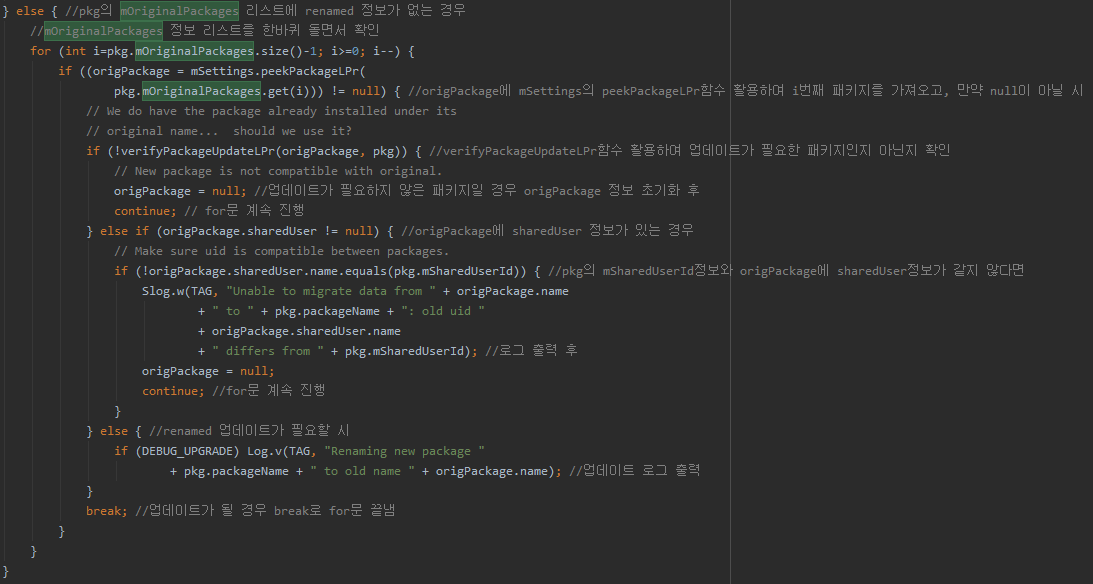 } else { //pkg의 mOriginalPackages 리스트에 renamed 정보가 없는 경우
//mOriginalPackages 정보 리스트를 한바퀴 돌면서 확인
for (int i=pkg.mOriginalPackages.size()-1; i>=0; i--) {
if ((origPackage = mSettings.peekPackageLPr(
pkg.mOriginalPackages.get(i))) != null) { //origPackage에 mSettings의 peekPackageLPr함수 활용하여 i번째 패키지를 가져오고, 만약 null이 아닐 시
// We do have the package already installed under its
// original name...  should we use it?
if (!verifyPackageUpdateLPr(origPackage, pkg)) { //verifyPackageUpdateLPr함수 활용하여 업데이트가 필요한 패키지인지 아닌지 확인
// New package is not compatible with original.
origPackage = null; //업데이트가 필요하지 않은 패키지일 경우 origPackage 정보 초기화 후
continue; // for문 계속 진행
} else if (origPackage.sharedUser != null) { //origPackage에 sharedUser 정보가 있는 경우
// Make sure uid is compatible between packages.
if (!origPackage.sharedUser.name.equals(pkg.mSharedUserId)) { //pkg의 mSharedUserId정보와 origPackage에 sharedUser정보가 같지 않다면
Slog.w(TAG, "Unable to migrate data from " + origPackage.name
+ " to " + pkg.packageName + ": old uid "
+ origPackage.sharedUser.name
+ " differs from " + pkg.mSharedUserId); //로그 출력 후
origPackage = null;
continue; //for문 계속 진행
}
} else { //renamed 업데이트가 필요할 시
if (DEBUG_UPGRADE) Log.v(TAG, "Renaming new package "
+ pkg.packageName + " to old name " + origPackage.name); //업데이트 로그 출력
}
break; //업데이트가 될 경우 break로 for문 끝냄
}
}
}